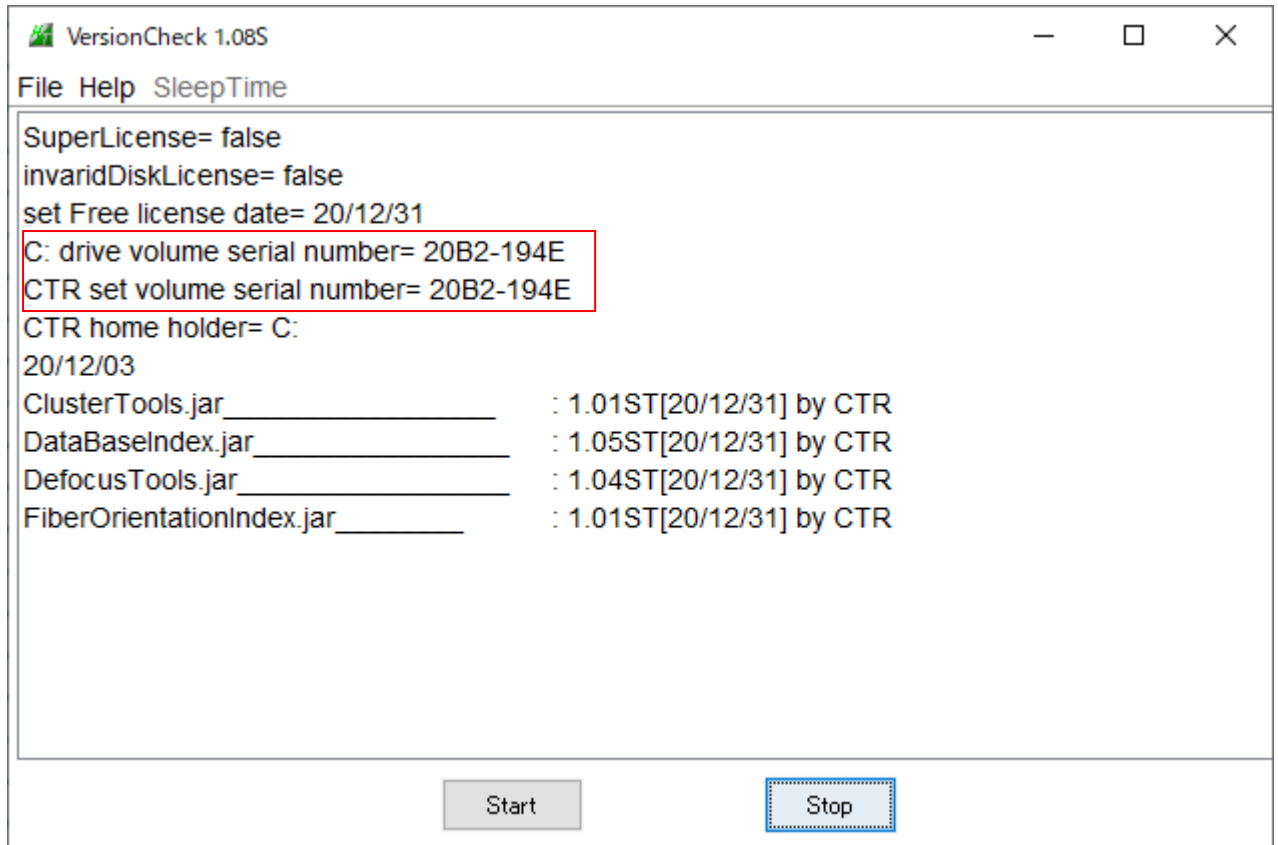 VersionCheck 1.08S
File Help SleepTime
SuperLicense= false
invaridDiskLicense= false
set Free license date= 20/12/31
C: drive volume serial number= 20B2-194E
CTR set volume serial number= 20B2-194E
CTR home holder= C:
20/12/03
ClusterTools.jar__________________ : 1.01ST[20/12/31] by CTR
DataBaseIndex.jar_________________ : 1.05ST[20/12/31] by CTR
DefocusTools.jar__________________ : 1.04ST[20/12/31] by CTR
FiberOrientationIndex.jar_________ : 1.01ST[20/12/31] by CTR
Start Stop